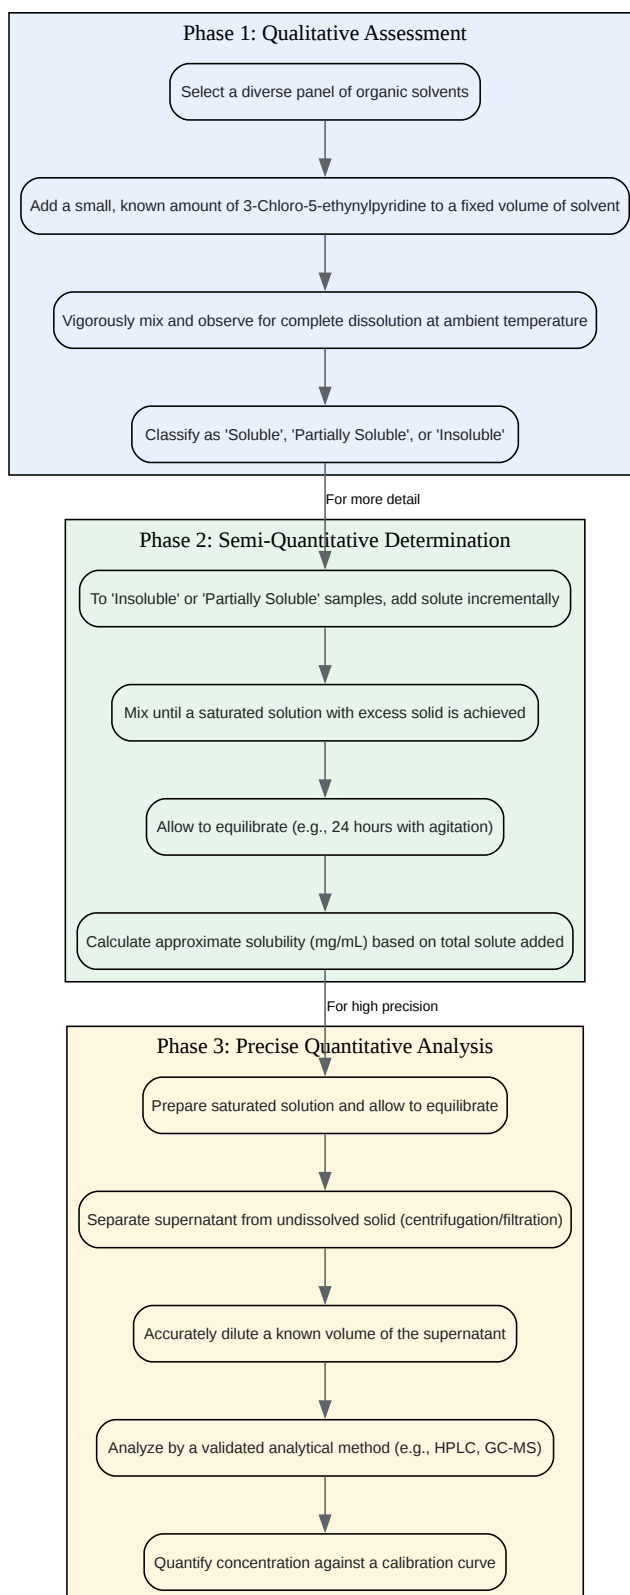 Phase 1: Qualitative Assessment
Select a diverse panel of organic solvents
Add a small, known amount of 3-Chloro-5-ethynylpyridine to a fixed volume of solvent
Vigorously mix and observe for complete dissolution at ambient temperature
Classify as 'Soluble', 'Partially Soluble', or 'Insoluble'
For more detail
Phase 2: Semi-Quantitative Determination
To 'Insoluble' or 'Partially Soluble' samples, add solute incrementally
Mix until a saturated solution with excess solid is achieved
Allow to equilibrate (e.g., 24 hours with agitation)
Calculate approximate solubility (mg/mL) based on total solute added
For high precision
Phase 3: Precise Quantitative Analysis
Prepare saturated solution and allow to equilibrate
Separate supernatant from undissolved solid (centrifugation/filtration)
Accurately dilute a known volume of the supernatant
Analyze by a validated analytical method (e.g., HPLC, GC-MS)
Quantify concentration against a calibration curve